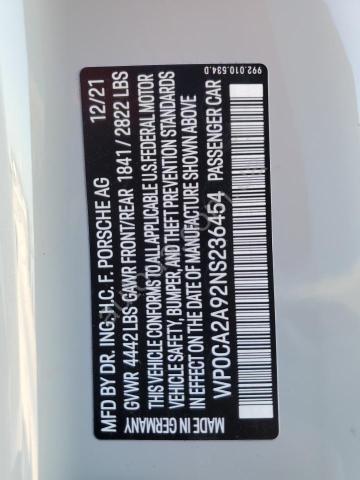 992.010.534.0
MFD BY DR. ING. H.C. F. PORSCHE AG 12/21
GVWR 4442 LBS GAWR FRONT/REAR 1841 / 2822 LBS
THIS VEHICLE CONFORMS TO ALL APPLICABLE U.S. FEDERAL MOTOR
VEHICLE SAFETY, BUMPER, AND THEFT PREVENTION STANDARDS
IN EFFECT ON THE DATE OF MANUFACTURE SHOWN ABOVE
WP0CA2A92NS236454 PASSENGER CAR
MADE IN GERMANY